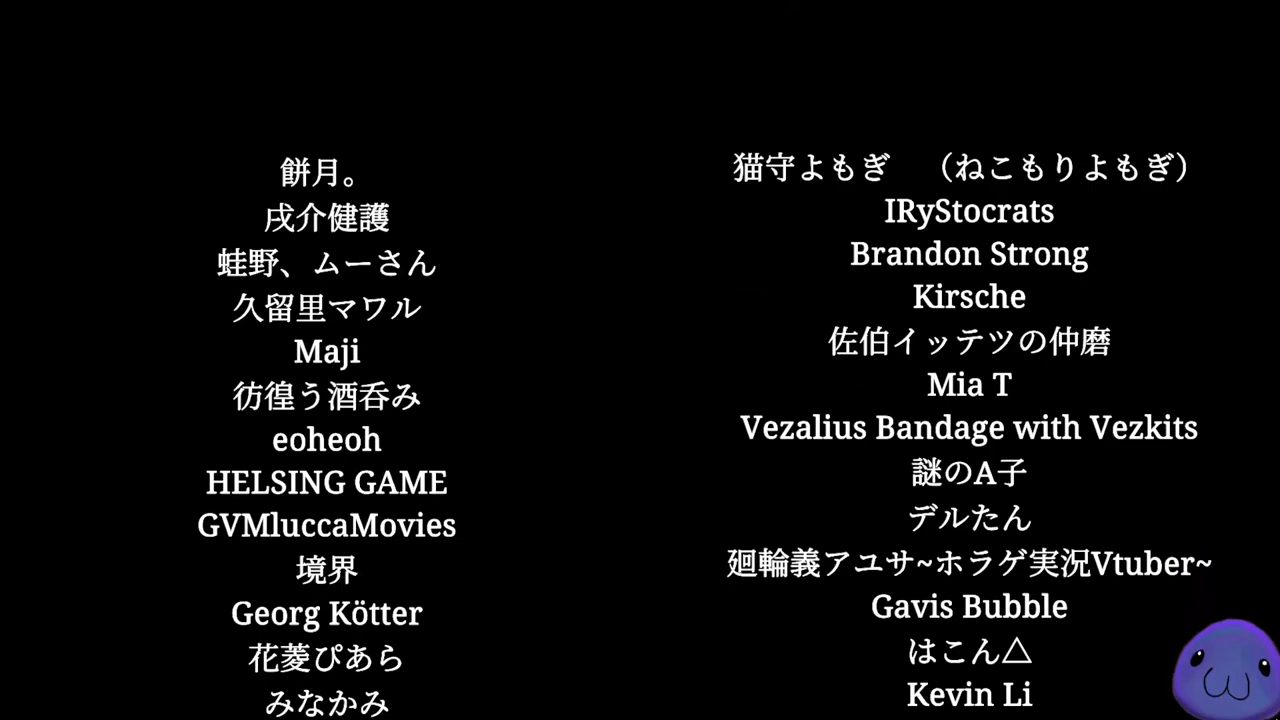 餅月。
戌介健護
蛙野、ムーさん
久留里マワル
Maji
彷徨う酒呑み
eoheoh
HELSING GAME
GVMluccaMovies
境界
Georg Kötter
花菱ぴあら
みなかみ
猫守よもぎ　（ねこもりよもぎ）
IRyStocrats
Brandon Strong
Kirsche
佐伯イッテツの仲磨
Mia T
Vezalius Bandage with Vezkits
謎のA子
デルたん
廻輪義アユサ~ホラゲ実況Vtuber~
Gavis Bubble
はこん△
Kevin Li